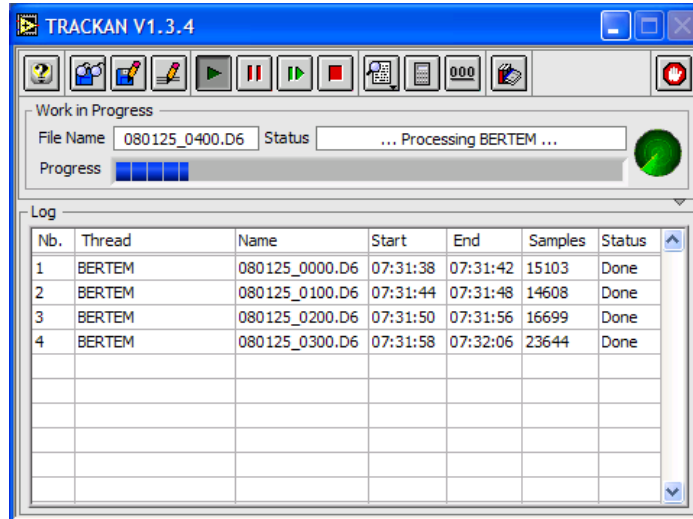 TRACKAN V1.3.4
000
Work in Progress
File Name 080125_0400.D6 Status ... Processing BERTEM ...
Progress
Log
Nb. Thread Name Start End Samples Status
1 BERTEM 080125_0000.D6 07:31:38 07:31:42 15103 Done
2 BERTEM 080125_0100.D6 07:31:44 07:31:48 14608 Done
3 BERTEM 080125_0200.D6 07:31:50 07:31:56 16699 Done
4 BERTEM 080125_0300.D6 07:31:58 07:32:06 23644 Done